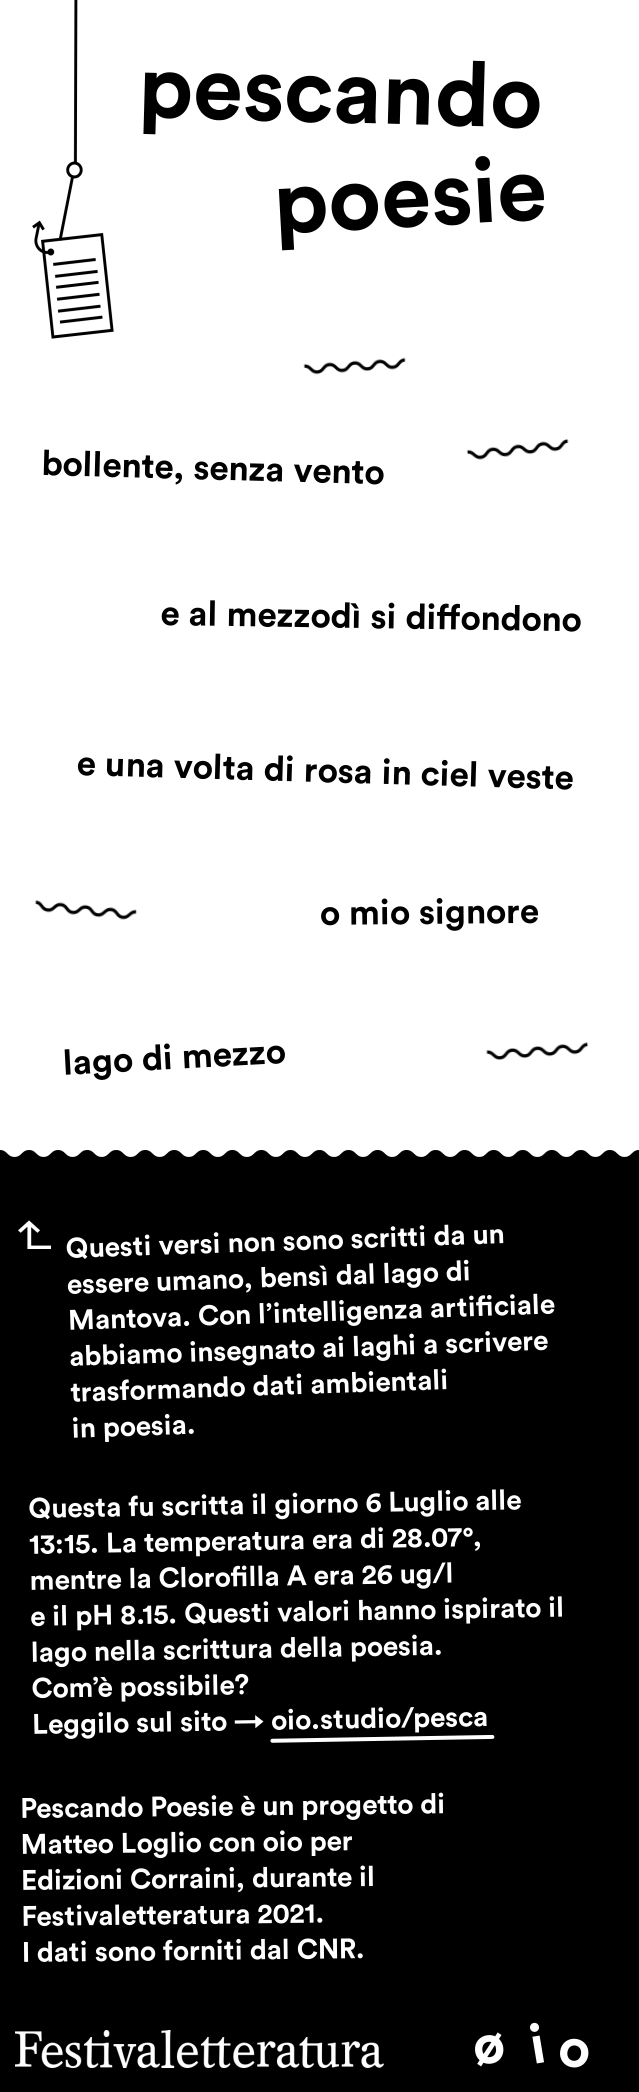 pescando
poesie
bollente, senza vento
e al mezzodì si diffondono
e una volta di rosa in ciel veste
o mio signore
lago di mezzo
Questi versi non sono scritti da un
essere umano, bensì dal lago di
Mantova. Con l'intelligenza artificiale
abbiamo insegnato ai laghi a scrivere
trasformando dati ambientali
in poesia.
Questa fu scritta il giorno 6 Luglio alle
13:15. La temperatura era di 28.07°,
mentre la Clorofilla A era 26 ug/l
e il pH 8.15. Questi valori hanno ispirato il
lago nella scrittura della poesia.
Com'è possibile?
Leggilo sul sito → oio.studio/pesca
Pescando Poesie è un progetto di
Matteo Loglio con oio per
Edizioni Corraini, durante il
Festivaletteratura 2021.
I dati sono forniti dal CNR.
Festivaletteratura øio